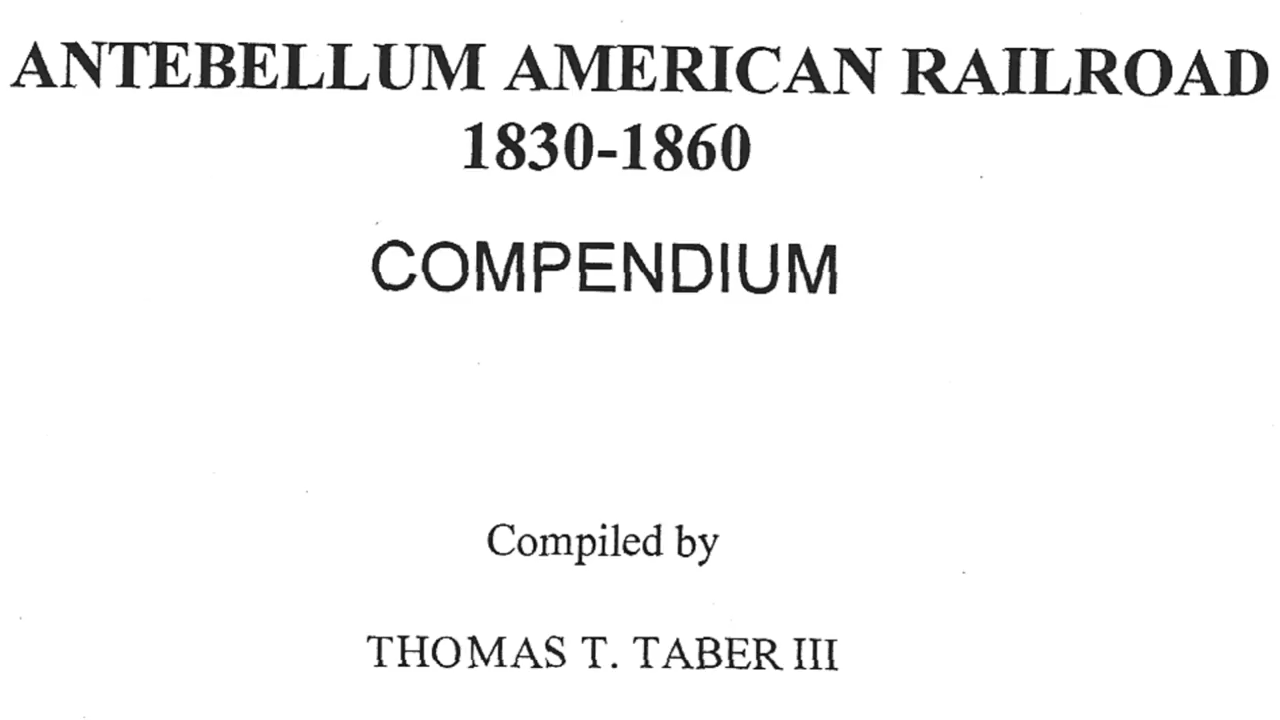 ANTEBELLUM AMERICAN RAILROAD
1830-1860
COMPENDIUM
Compiled by
THOMAS T. TABER III